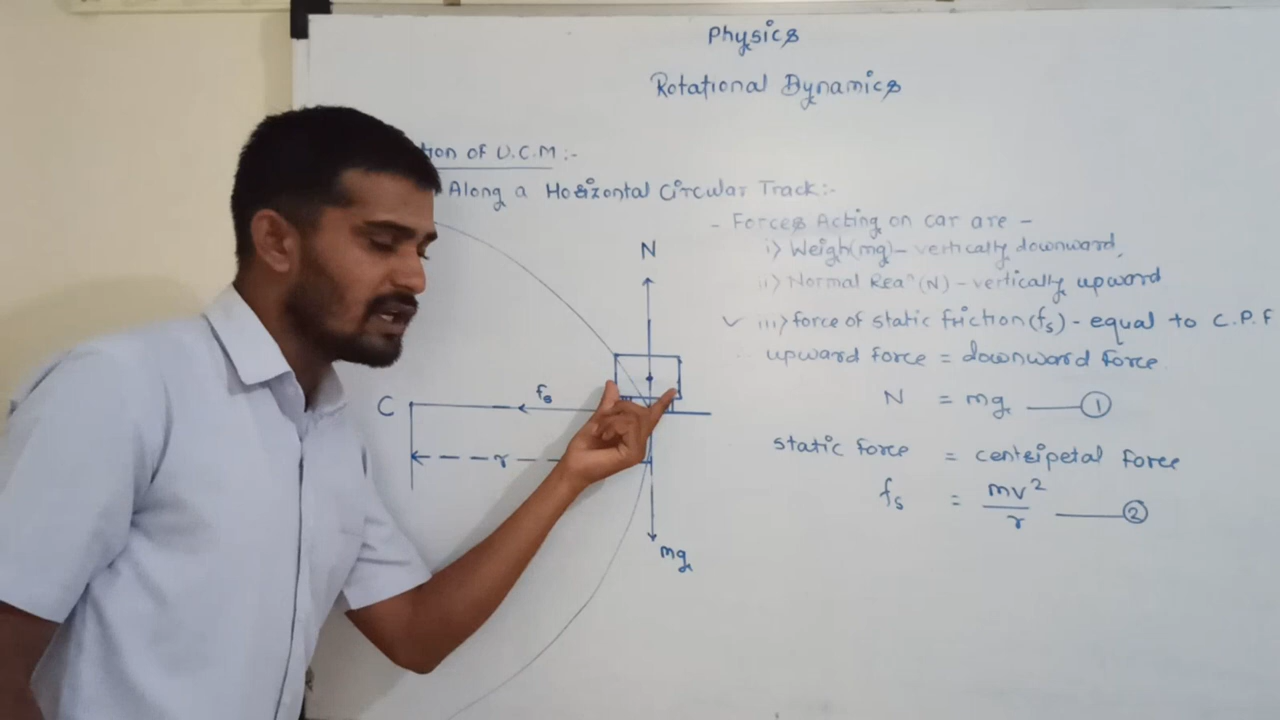 Physics
Rotational Dynamics
tion of U.C.M :-
Along a Horizontal Circular Track:-
- Forces Acting on car are -
i) Weigh(mg) - vertically downward,
ii) Normal Reaⁿ (N) - vertically upward
✓ iii) force of static friction (fs) - equal to C.P.F
upward force = downward force
N = mg ——— ①
static force = centripetal force
fs = mv²/r ——— ②
N
C
fs
r
mg